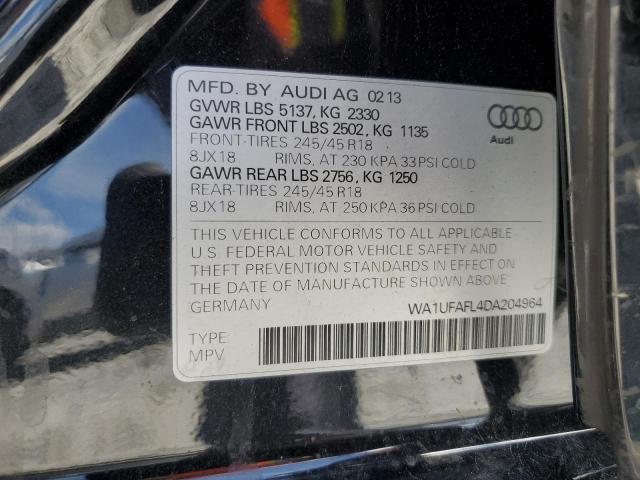 MFD. BY AUDI AG 02 13
GVWR LBS 5137, KG 2330
GAWR FRONT LBS 2502, KG 1135
FRONT-TIRES 245/45 R18
8JX18 RIMS, AT 230 KPA 33 PSI COLD
GAWR REAR LBS 2756, KG 1250
REAR-TIRES 245/45 R18
8JX18 RIMS, AT 250 KPA 36 PSI COLD
Audi
THIS VEHICLE CONFORMS TO ALL APPLICABLE
U.S. FEDERAL MOTOR VEHICLE SAFETY AND
THEFT PREVENTION STANDARDS IN EFFECT ON
THE DATE OF MANUFACTURE SHOWN ABOVE
GERMANY
WA1UFAFL4DA204964
TYPE
MPV